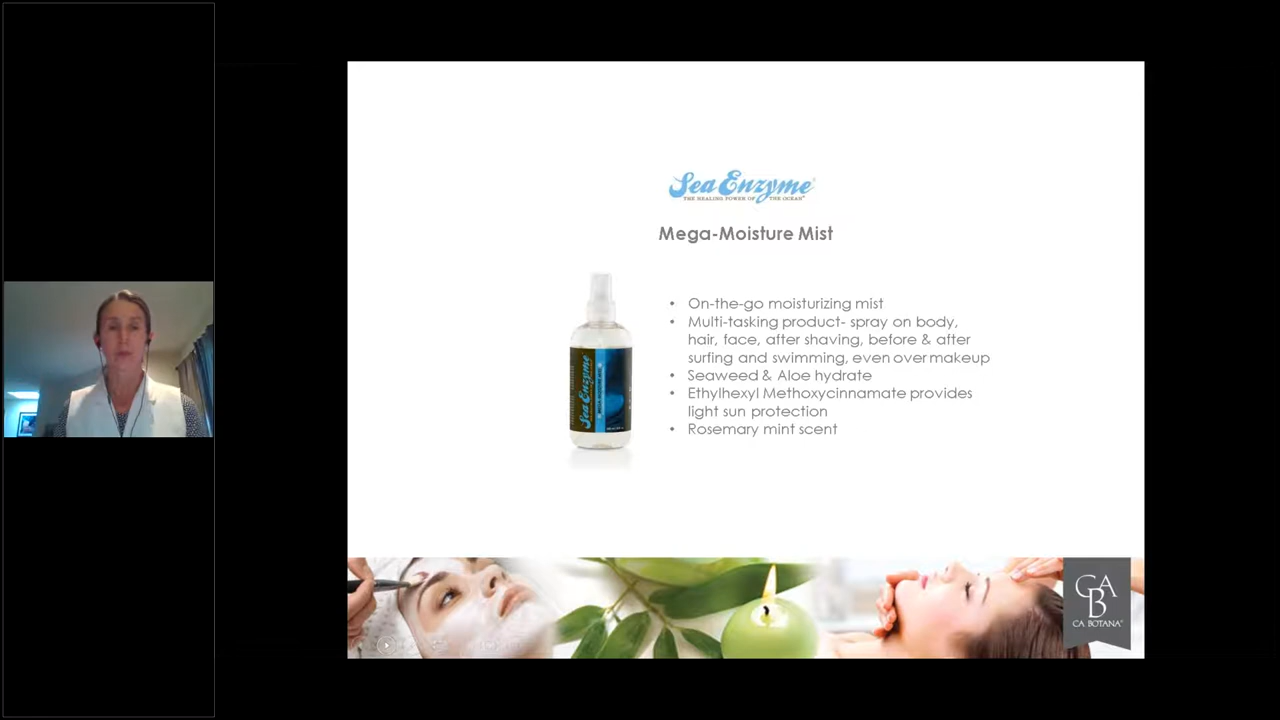 Sea Enzyme®
THE HEALING POWER OF THE OCEAN
Mega-Moisture Mist
• On-the-go moisturizing mist
• Multi-tasking product- spray on body,
hair, face, after shaving, before & after
surfing and swimming, even over makeup
• Seaweed & Aloe hydrate
• Ethylhexyl Methoxycinnamate provides
light sun protection
• Rosemary mint scent
Sea Enzyme
CA
B
CA BOTANA®